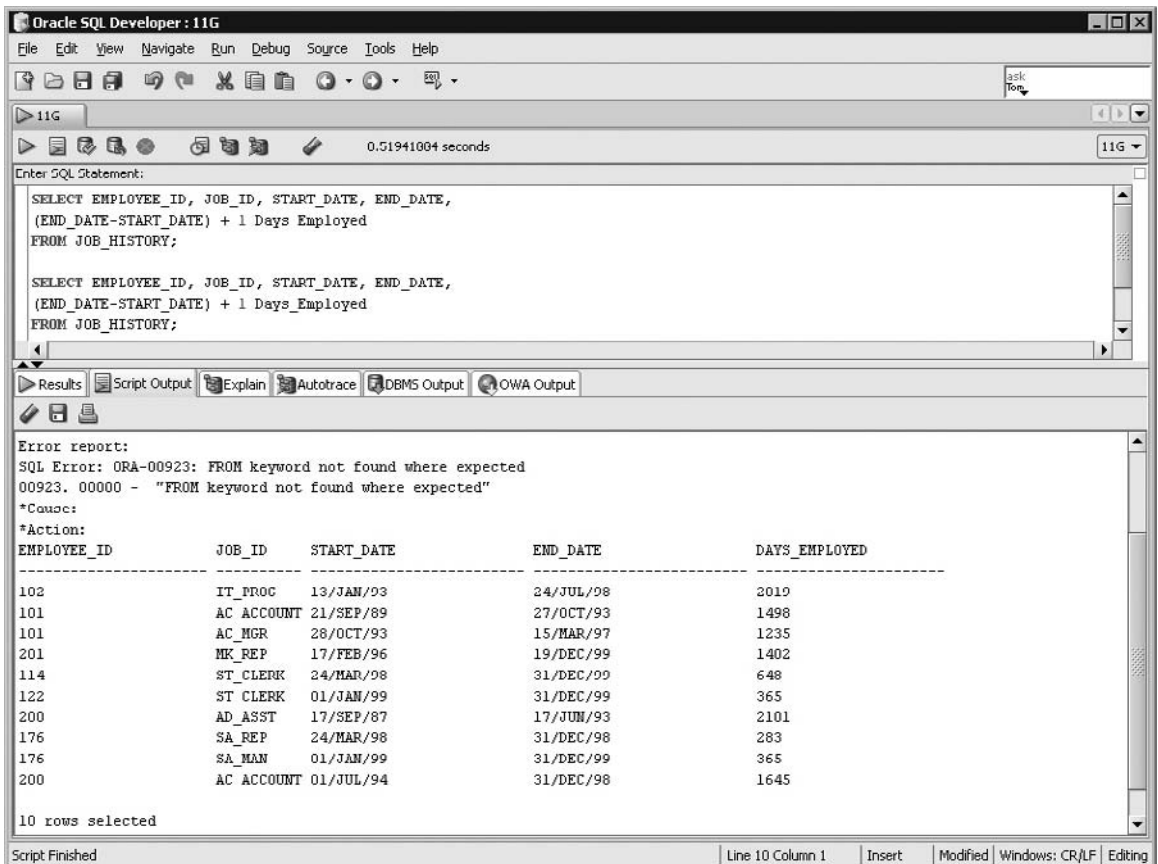 Oracle SQL Developer : 11G
File Edit View Navigate Run Debug Source Tools Help
ask
Tom
11G
0.51941004 seconds
11G
Enter SQL Statement:
SELECT EMPLOYEE_ID, JOB_ID, START_DATE, END_DATE,
(END_DATE-START_DATE) + 1 Days Employed
FROM JOB_HISTORY;
SELECT EMPLOYEE_ID, JOB_ID, START_DATE, END_DATE,
(END_DATE-START_DATE) + 1 Days_Employed
FROM JOB_HISTORY;
Results Script Output Explain Autotrace DBMS Output OWA Output
Error report:
SQL Error: ORA-00923: FROM keyword not found where expected
00923. 00000 - "FROM keyword not found where expected"
*Cause:
*Action:
EMPLOYEE_ID JOB_ID START_DATE END_DATE DAYS_EMPLOYED
---------------------- ---------- ------------------------- ------------------------- ----------------------
102 IT_PROG 13/JAN/93 24/JUL/98 2019
101 AC_ACCOUNT 21/SEP/89 27/OCT/93 1498
101 AC_MGR 28/OCT/93 15/MAR/97 1235
201 MK_REP 17/FEB/96 19/DEC/99 1402
114 ST_CLERK 24/MAR/98 31/DEC/99 648
122 ST_CLERK 01/JAN/99 31/DEC/99 365
200 AD_ASST 17/SEP/87 17/JUN/93 2101
176 SA_REP 24/MAR/98 31/DEC/98 283
176 SA_MAN 01/JAN/99 31/DEC/99 365
200 AC_ACCOUNT 01/JUL/94 31/DEC/98 1645
10 rows selected
Script Finished Line 10 Column 1 Insert Modified Windows: CR/LF Editing